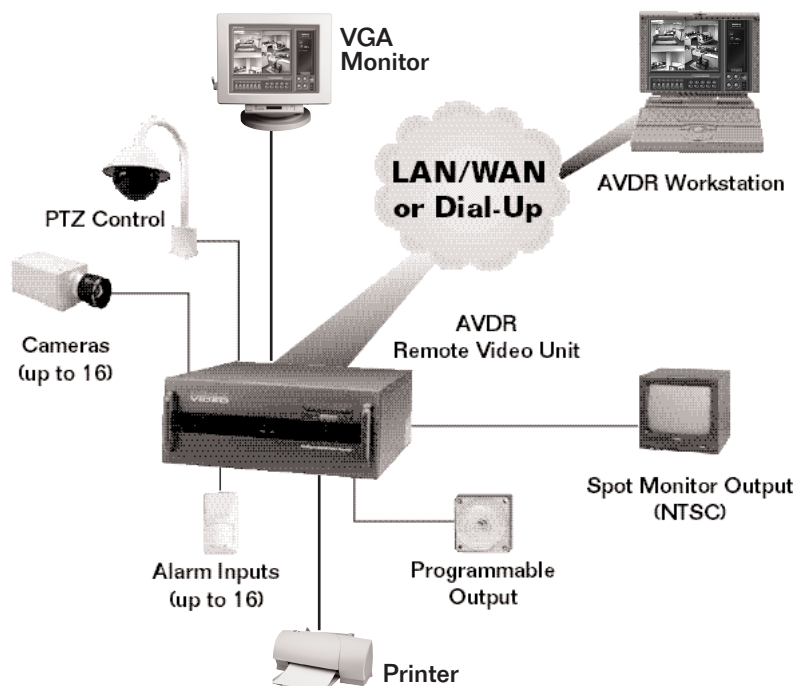 VGA
Monitor
LAN/WAN
or Dial-Up
AVDR Workstation
PTZ Control
AVDR
Remote Video Unit
Cameras
(up to 16)
Spot Monitor Output
(NTSC)
Alarm Inputs
(up to 16)
Programmable
Output
Printer